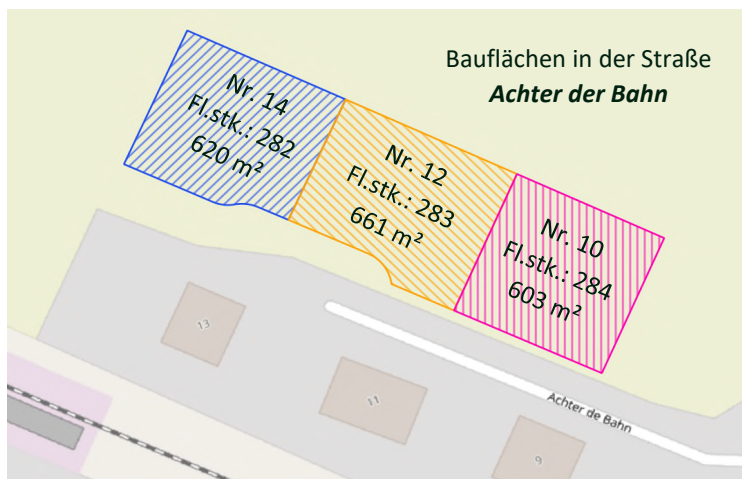 Bauflächen in der Straße
Achter der Bahn
Nr. 14
Fl.stk.: 282
620 m²
Nr. 12
Fl.stk.: 283
661 m²
Nr. 10
Fl.stk.: 284
603 m²
13
11
Achter de Bahn
9